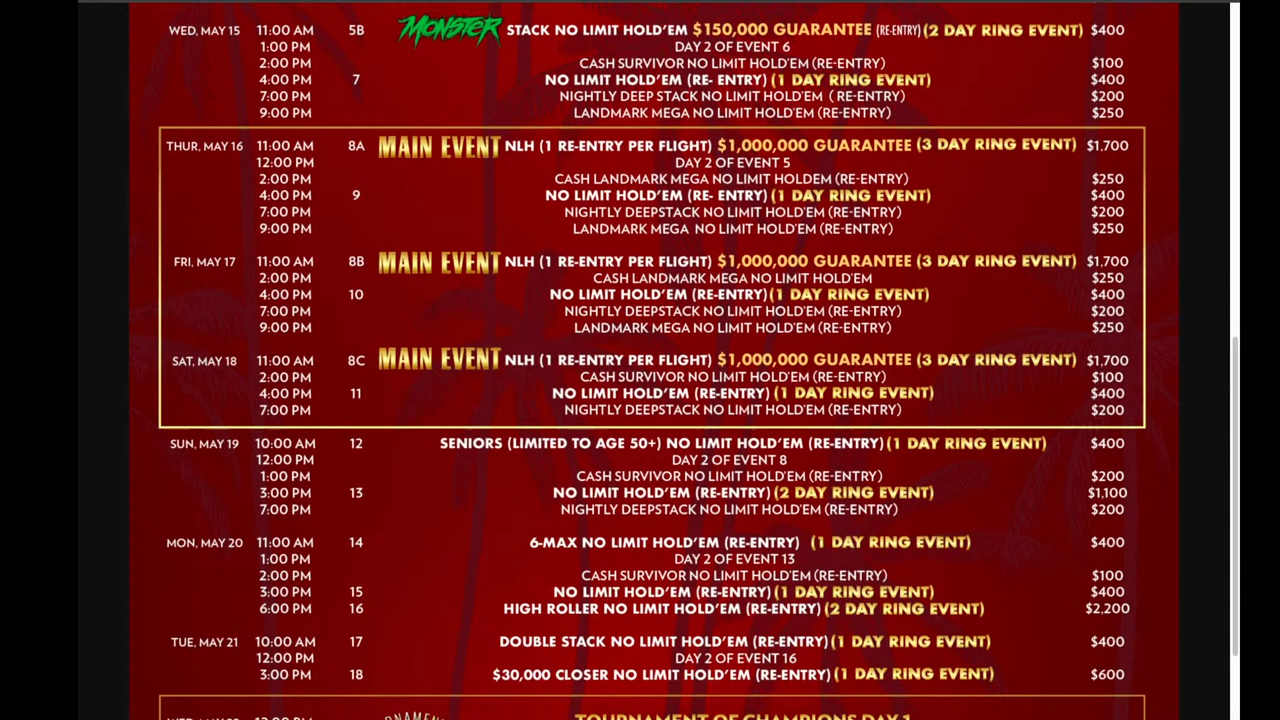 WED, MAY 15 11:00 AM 5B MONSTER STACK NO LIMIT HOLD'EM $150,000 GUARANTEE (RE-ENTRY) (2 DAY RING EVENT) $400
1:00 PM DAY 2 OF EVENT 6
2:00 PM CASH SURVIVOR NO LIMIT HOLD'EM (RE-ENTRY) $100
4:00 PM 7 NO LIMIT HOLD'EM (RE- ENTRY) (1 DAY RING EVENT) $400
7:00 PM NIGHTLY DEEP STACK NO LIMIT HOLD'EM ( RE-ENTRY) $200
9:00 PM LANDMARK MEGA NO LIMIT HOLD'EM (RE-ENTRY) $250
THUR, MAY 16 11:00 AM 8A MAIN EVENT NLH (1 RE-ENTRY PER FLIGHT) $1,000,000 GUARANTEE (3 DAY RING EVENT) $1,700
12:00 PM DAY 2 OF EVENT 5
2:00 PM CASH LANDMARK MEGA NO LIMIT HOLDEM (RE-ENTRY) $250
4:00 PM 9 NO LIMIT HOLD'EM (RE- ENTRY) (1 DAY RING EVENT) $400
7:00 PM NIGHTLY DEEPSTACK NO LIMIT HOLD'EM (RE-ENTRY) $200
9:00 PM LANDMARK MEGA NO LIMIT HOLD'EM (RE-ENTRY) $250
FRI, MAY 17 11:00 AM 8B MAIN EVENT NLH (1 RE-ENTRY PER FLIGHT) $1,000,000 GUARANTEE (3 DAY RING EVENT) $1,700
2:00 PM CASH LANDMARK MEGA NO LIMIT HOLD'EM $250
4:00 PM 10 NO LIMIT HOLD'EM (RE-ENTRY) (1 DAY RING EVENT) $400
7:00 PM NIGHTLY DEEPSTACK NO LIMIT HOLD'EM (RE-ENTRY) $200
9:00 PM LANDMARK MEGA NO LIMIT HOLD'EM (RE-ENTRY) $250
SAT, MAY 18 11:00 AM 8C MAIN EVENT NLH (1 RE-ENTRY PER FLIGHT) $1,000,000 GUARANTEE (3 DAY RING EVENT) $1,700
2:00 PM CASH SURVIVOR NO LIMIT HOLD'EM (RE-ENTRY) $100
4:00 PM 11 NO LIMIT HOLD'EM (RE-ENTRY) (1 DAY RING EVENT) $400
7:00 PM NIGHTLY DEEPSTACK NO LIMIT HOLD'EM (RE-ENTRY) $200
SUN, MAY 19 10:00 AM 12 SENIORS (LIMITED TO AGE 50+) NO LIMIT HOLD'EM (RE-ENTRY) (1 DAY RING EVENT) $400
12:00 PM DAY 2 OF EVENT 8
1:00 PM CASH SURVIVOR NO LIMIT HOLD'EM (RE-ENTRY) $200
3:00 PM 13 NO LIMIT HOLD'EM (RE-ENTRY) (2 DAY RING EVENT) $1,100
7:00 PM NIGHTLY DEEPSTACK NO LIMIT HOLD'EM (RE-ENTRY) $200
MON, MAY 20 11:00 AM 14 6-MAX NO LIMIT HOLD'EM (RE-ENTRY) (1 DAY RING EVENT) $400
1:00 PM DAY 2 OF EVENT 13
2:00 PM CASH SURVIVOR NO LIMIT HOLD'EM (RE-ENTRY) $100
3:00 PM 15 NO LIMIT HOLD'EM (RE-ENTRY) (1 DAY RING EVENT) $400
6:00 PM 16 HIGH ROLLER NO LIMIT HOLD'EM (RE-ENTRY) (2 DAY RING EVENT) $2,200
TUE, MAY 21 10:00 AM 17 DOUBLE STACK NO LIMIT HOLD'EM (RE-ENTRY) (1 DAY RING EVENT) $400
12:00 PM DAY 2 OF EVENT 16
3:00 PM 18 $30,000 CLOSER NO LIMIT HOLD'EM (RE-ENTRY) (1 DAY RING EVENT) $600
TOURNAMENT OF CHAMPIONS DAY 1